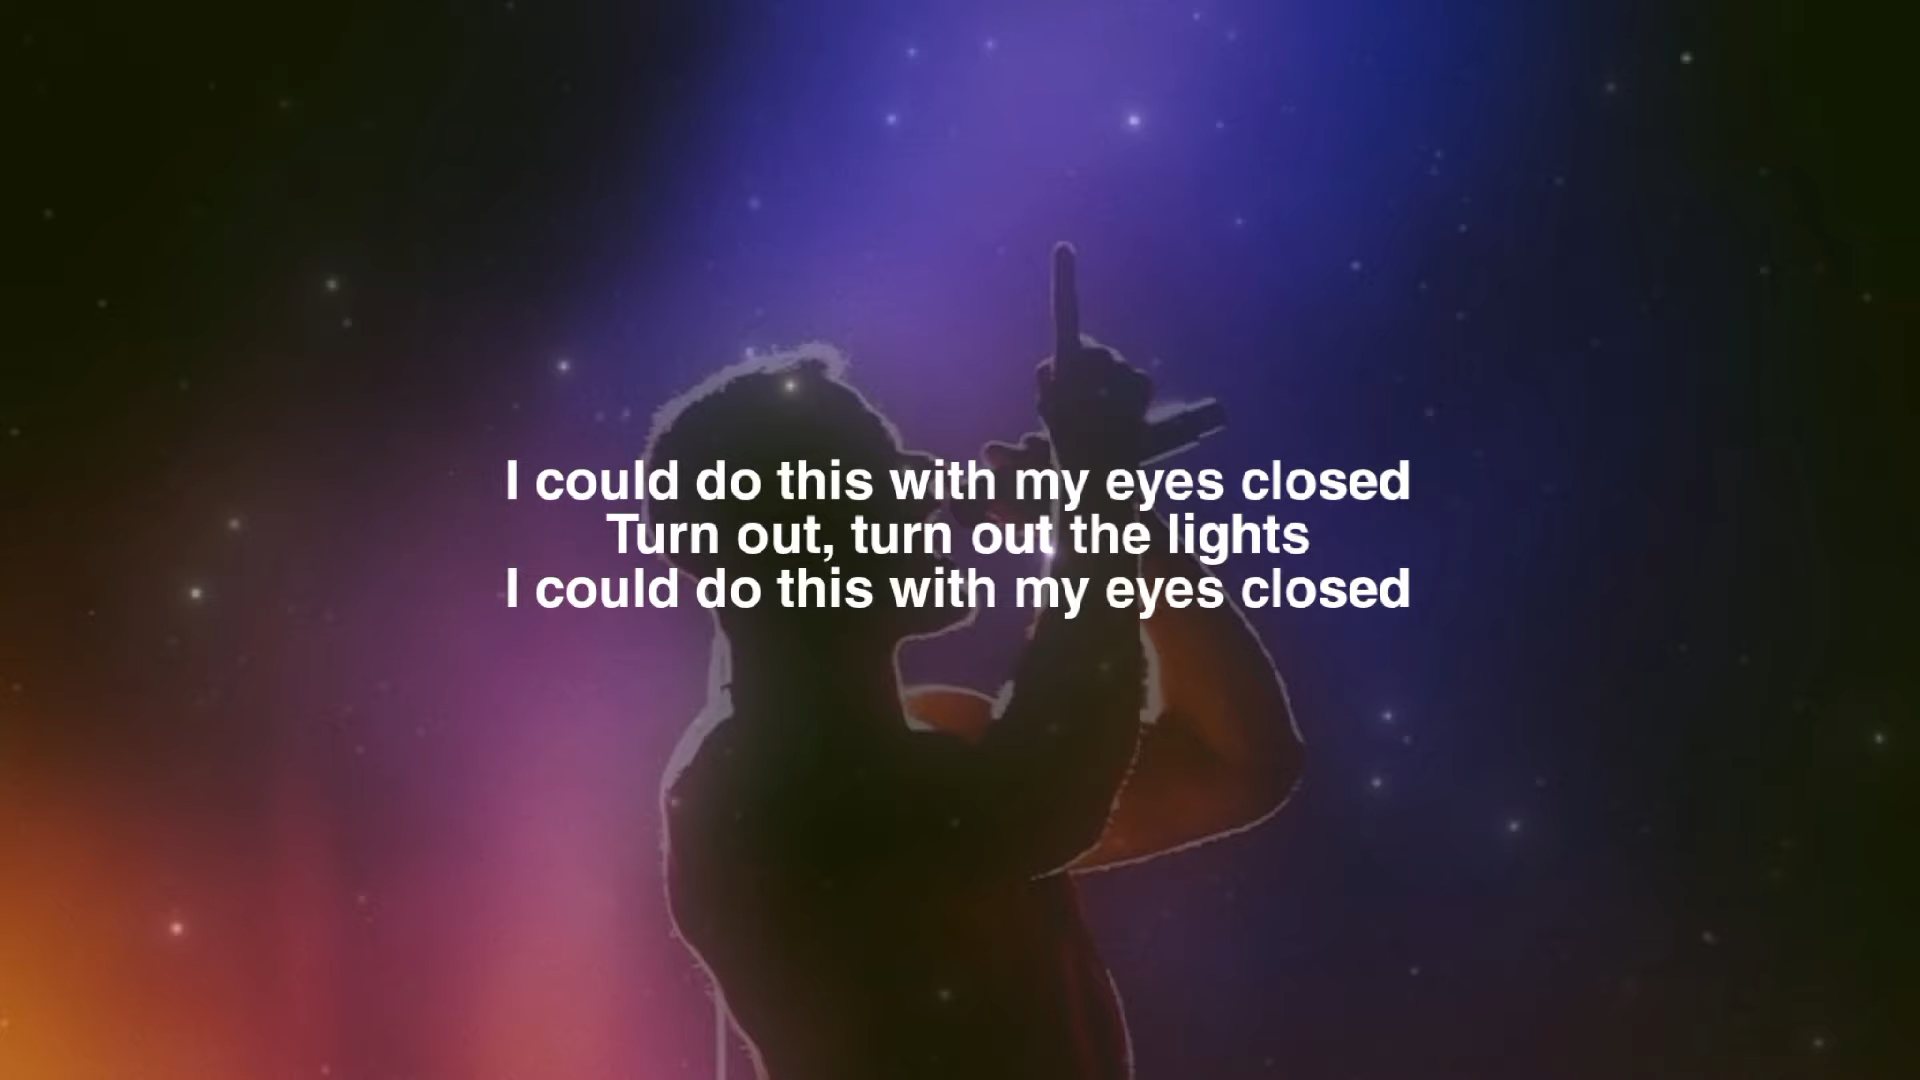 I could do this with my eyes closed
Turn out, turn out the lights
I could do this with my eyes closed